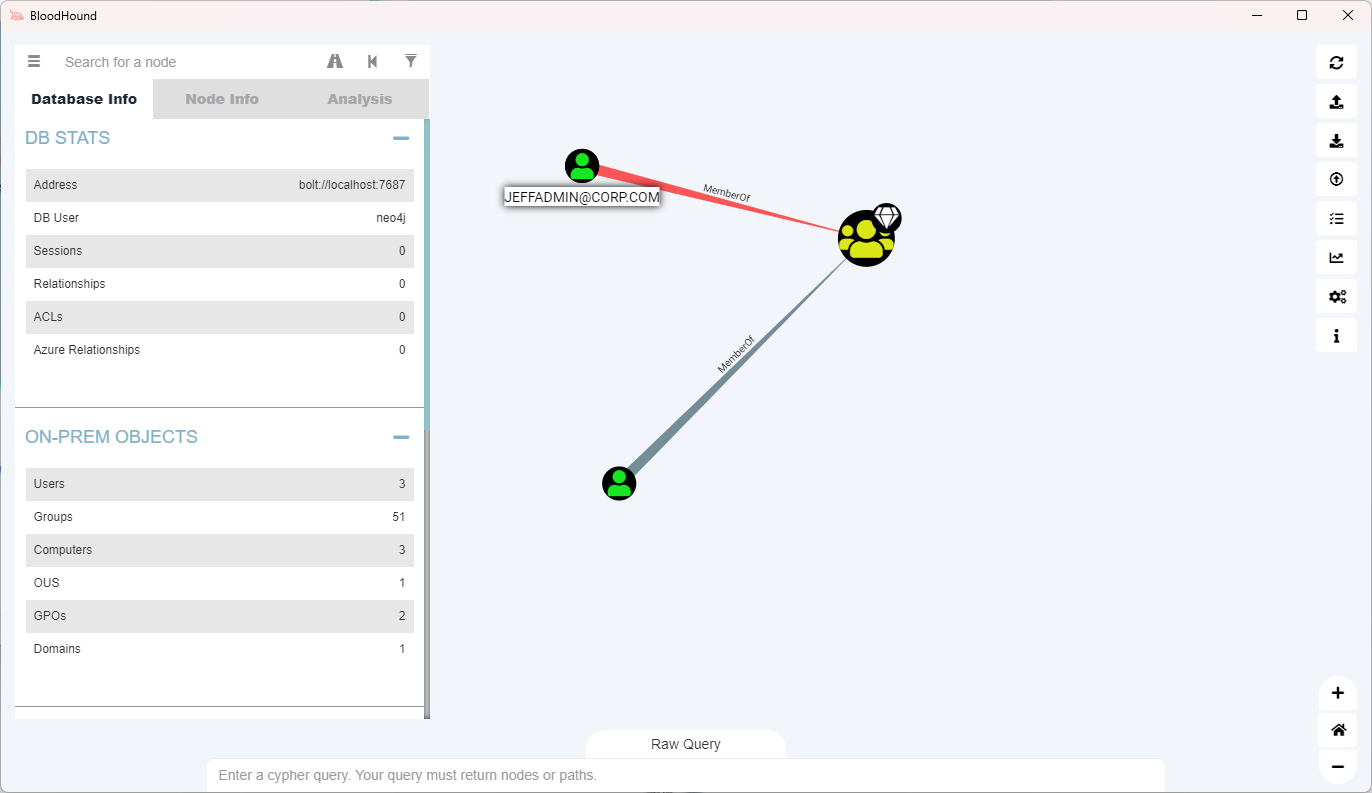 BloodHound
Search for a node
Database Info Node Info Analysis
DB STATS
Address bolt://localhost:7687
DB User neo4j
Sessions 0
Relationships 0
ACLs 0
Azure Relationships 0
ON-PREM OBJECTS
Users 3
Groups 51
Computers 3
OUS 1
GPOs 2
Domains 1
JEFFADMIN@CORP.COM
MemberOf
MemberOf
Raw Query
Enter a cypher query. Your query must return nodes or paths.